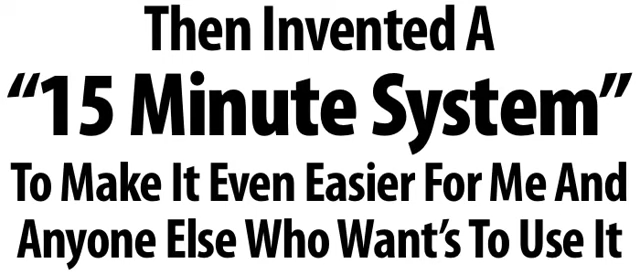 Then Invented A
“15 Minute System”
To Make It Even Easier For Me And
Anyone Else Who Want’s To Use It